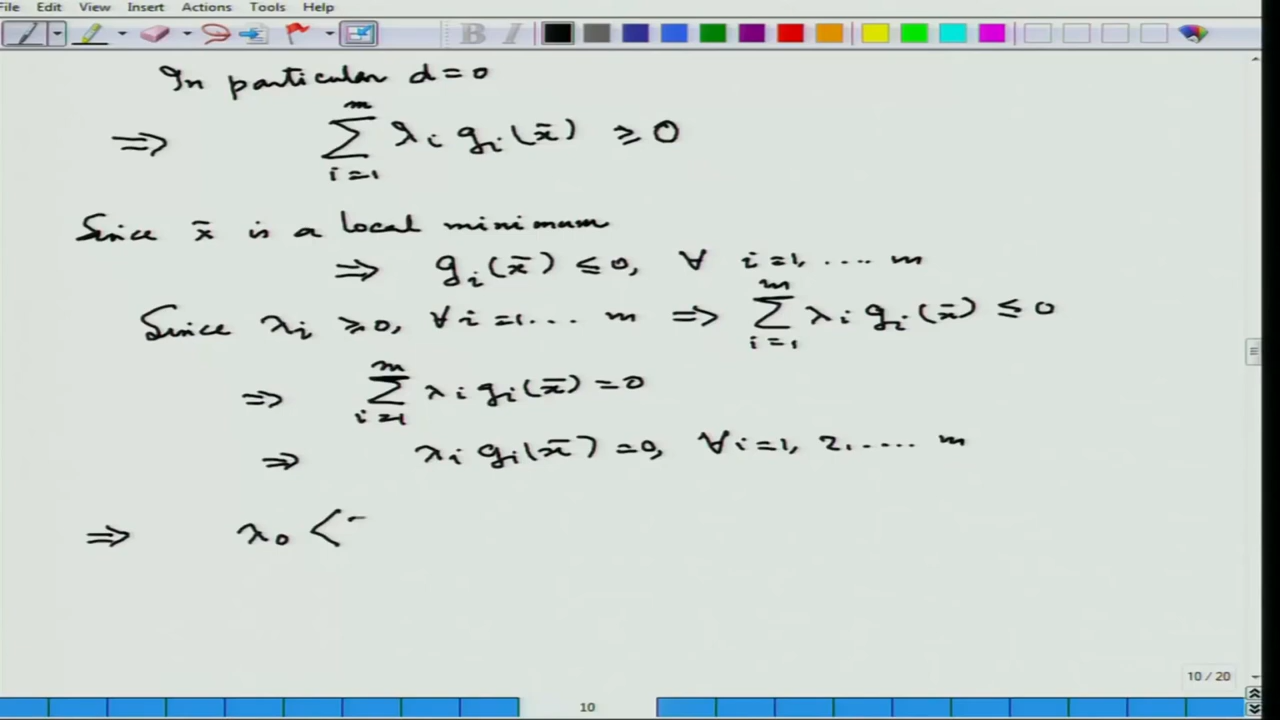 File Edit View Insert Actions Tools Help
B I
In particular d=0
⇒ ∑_{i=1}^{m} λ_i g_i(x̄) ≥ 0
Since x̄ is a local minimum
⇒ g_i(x̄) ≤ 0, ∀ i=1, .... m
Since λ_i ≥ 0, ∀ i=1... m ⇒ ∑_{i=1}^{m} λ_i g_i(x̄) ≤ 0
⇒ ∑_{i=1}^{m} λ_i g_i(x̄) = 0
⇒ λ_i g_i(x̄) = 0, ∀ i=1, 2, ..... m
⇒ λ_0 <
10 / 20
10